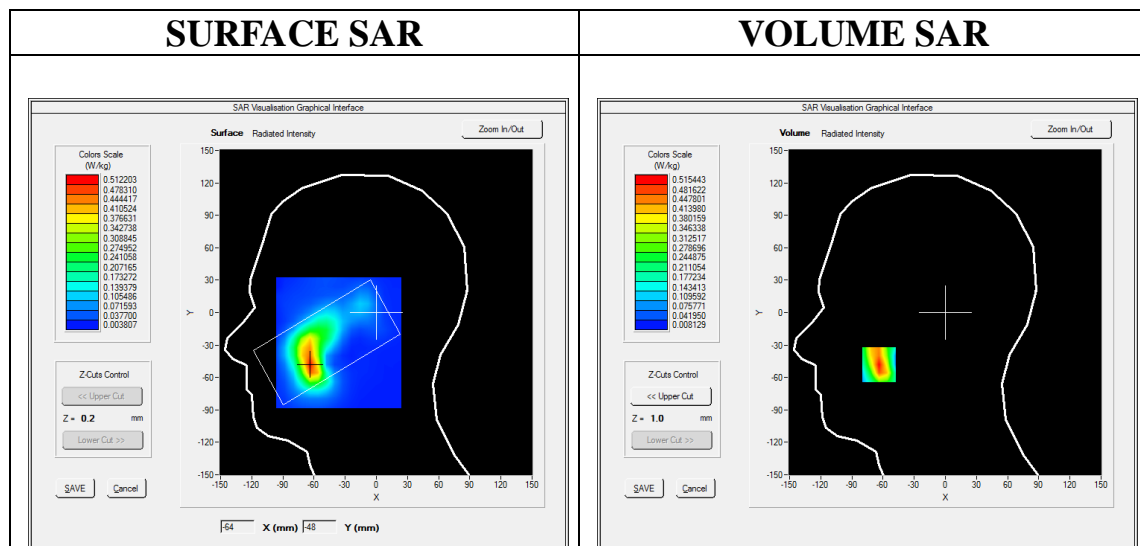 SURFACE SAR
VOLUME SAR
SAR Visualisation Graphical Interface
Surface Radiated Intensity
Zoom In/Out
Colors Scale
(W/kg)
0.512203
0.478310
0.444417
0.410524
0.376631
0.342738
0.308845
0.274952
0.241058
0.207165
0.173272
0.139379
0.105486
0.071593
0.037700
0.003807
Z-Cuts Control
<< Upper Cut
Z = 0.2 mm
Lower Cut >>
SAVE Cancel
150
120
90
60
30
0
-30
-60
-90
-120
-150
Y
-150 -120 -90 -60 -30 0 30 60 90 120 150
X
-64 X (mm) -48 Y (mm)
SAR Visualisation Graphical Interface
Volume Radiated Intensity
Zoom In/Out
Colors Scale
(W/kg)
0.515443
0.481622
0.447801
0.413980
0.380159
0.346338
0.312517
0.278696
0.244875
0.211054
0.177234
0.143413
0.109592
0.075771
0.041950
0.008129
Z-Cuts Control
<< Upper Cut
Z = 1.0 mm
Lower Cut >>
SAVE Cancel
150
120
90
60
30
0
-30
-60
-90
-120
-150
Y
-150 -120 -90 -60 -30 0 30 60 90 120 150
X